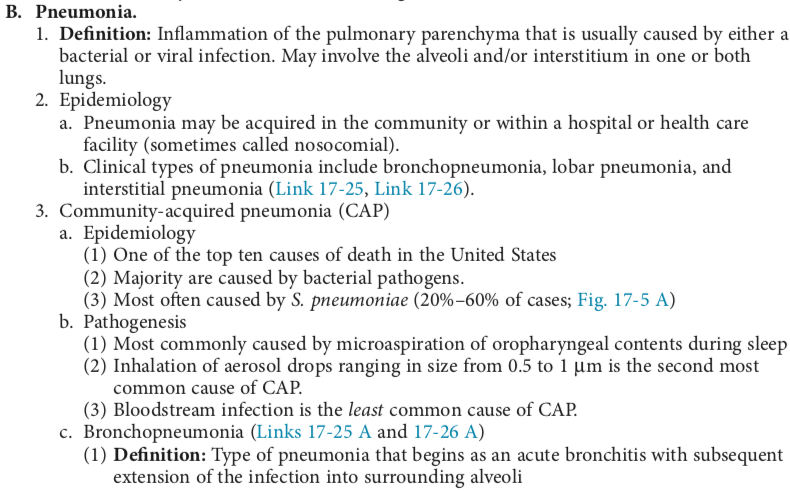 B. Pneumonia.
1. Definition: Inflammation of the pulmonary parenchyma that is usually caused by either a
bacterial or viral infection. May involve the alveoli and/or interstitium in one or both
lungs.
2. Epidemiology
a. Pneumonia may be acquired in the community or within a hospital or health care
facility (sometimes called nosocomial).
b. Clinical types of pneumonia include bronchopneumonia, lobar pneumonia, and
interstitial pneumonia (Link 17-25, Link 17-26).
3. Community-acquired pneumonia (CAP)
a. Epidemiology
(1) One of the top ten causes of death in the United States
(2) Majority are caused by bacterial pathogens.
(3) Most often caused by S. pneumoniae (20%–60% of cases; Fig. 17-5 A)
b. Pathogenesis
(1) Most commonly caused by microaspiration of oropharyngeal contents during sleep
(2) Inhalation of aerosol drops ranging in size from 0.5 to 1 μm is the second most
common cause of CAP.
(3) Bloodstream infection is the least common cause of CAP.
c. Bronchopneumonia (Links 17-25 A and 17-26 A)
(1) Definition: Type of pneumonia that begins as an acute bronchitis with subsequent
extension of the infection into surrounding alveoli